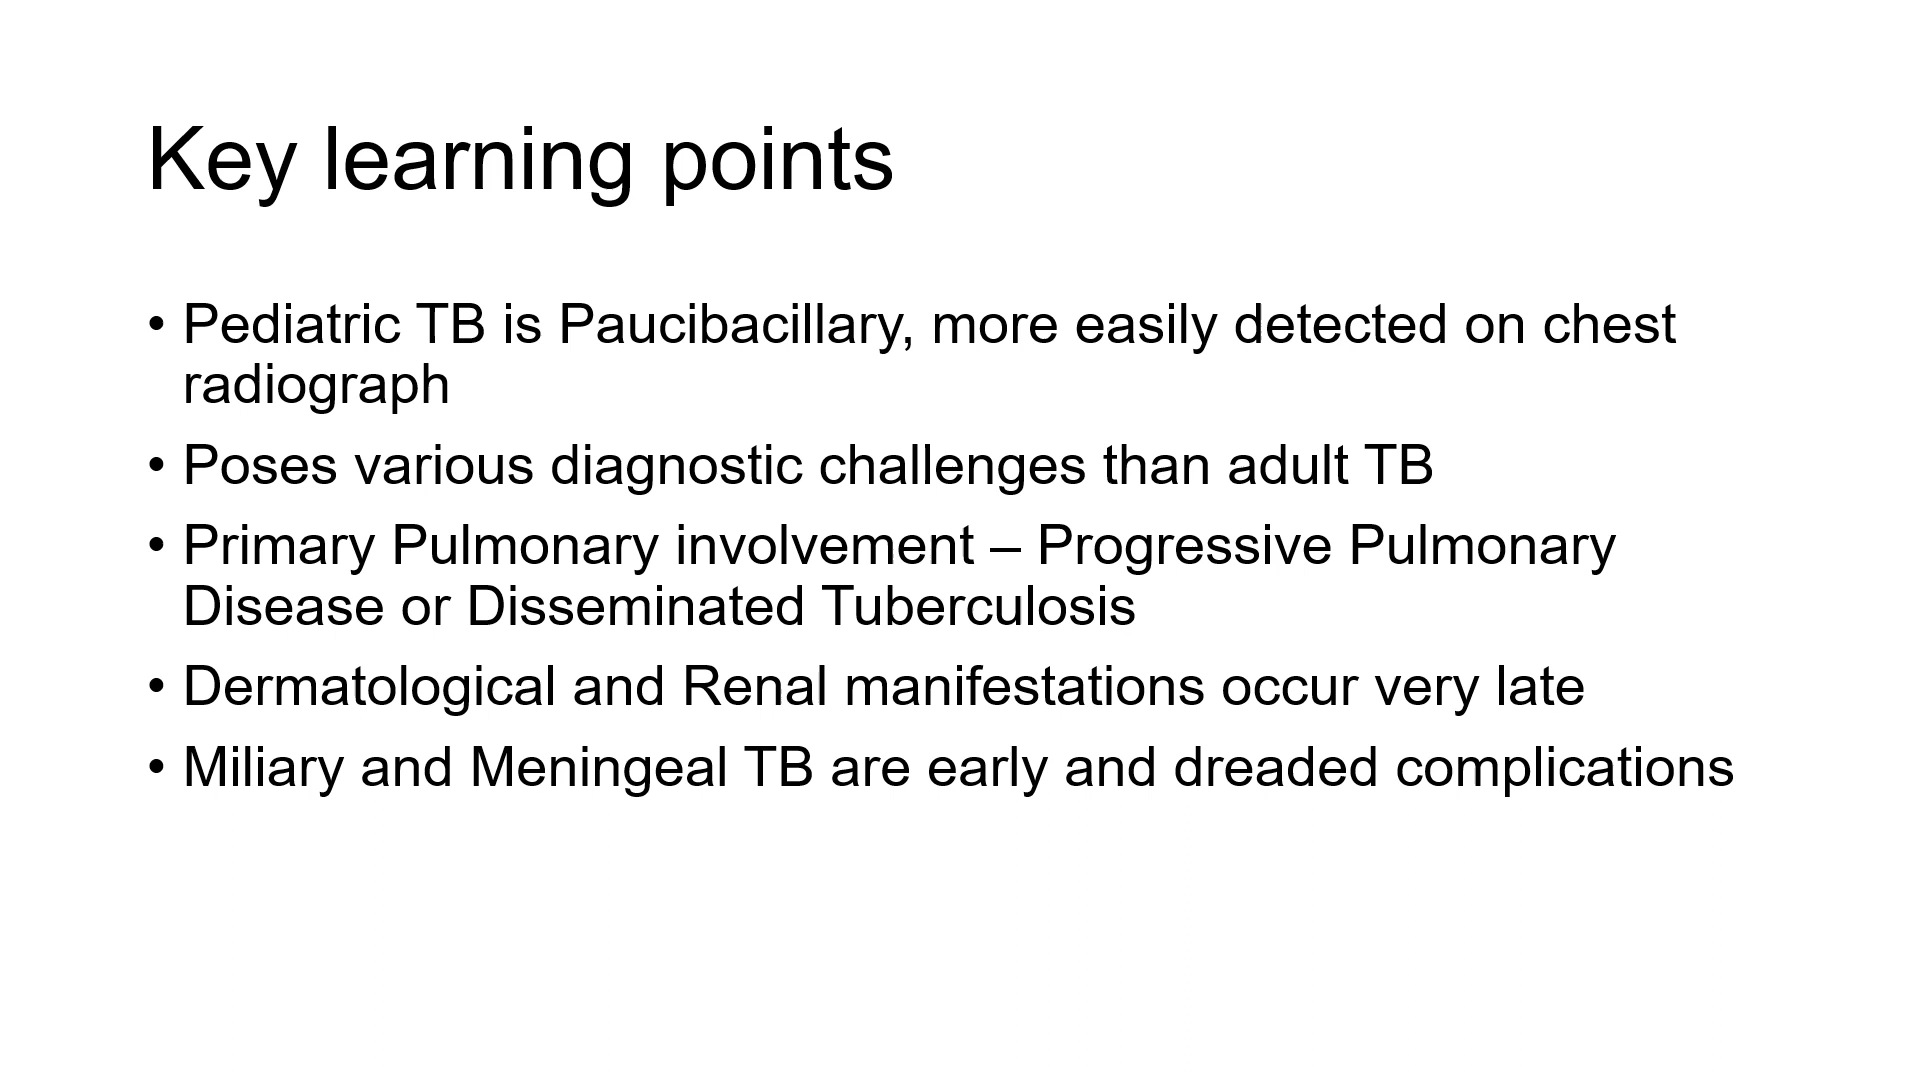 Key learning points
• Pediatric TB is Paucibacillary, more easily detected on chest
radiograph
• Poses various diagnostic challenges than adult TB
• Primary Pulmonary involvement – Progressive Pulmonary
Disease or Disseminated Tuberculosis
• Dermatological and Renal manifestations occur very late
• Miliary and Meningeal TB are early and dreaded complications